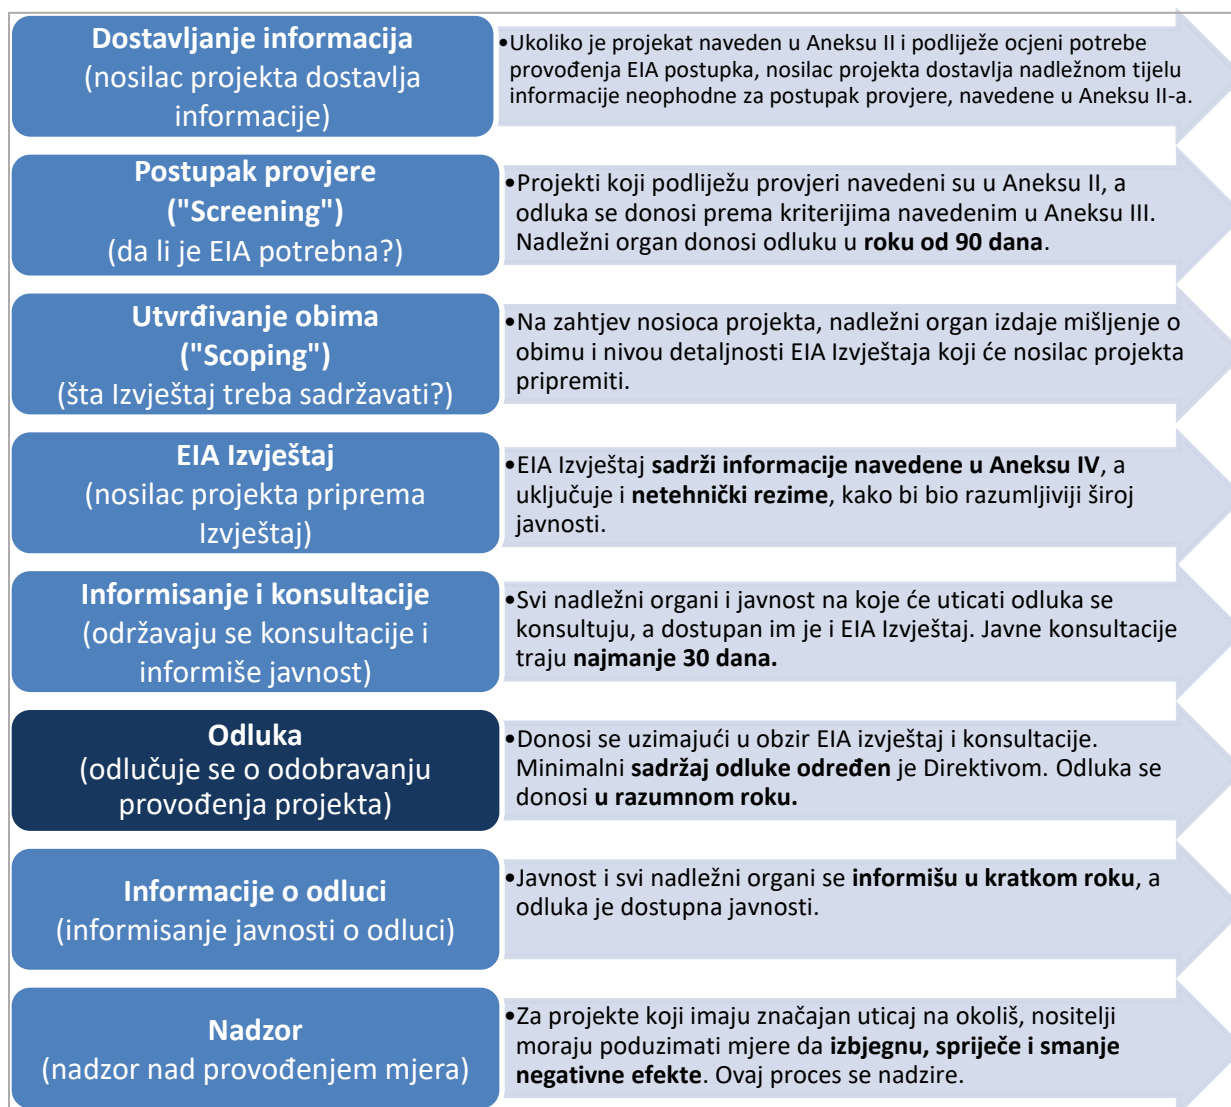 Dostavljanje informacija
(nosilac projekta dostavlja
informacije)
•Ukoliko je projekat naveden u Aneksu II i podliježe ocjeni potrebe
provođenja EIA postupka, nosilac projekta dostavlja nadležnom tijelu
informacije neophodne za postupak provjere, navedene u Aneksu II-a.
Postupak provjere
("Screening")
(da li je EIA potrebna?)
•Projekti koji podliježu provjeri navedeni su u Aneksu II, a
odluka se donosi prema kriterijima navedenim u Aneksu III.
Nadležni organ donosi odluku u roku od 90 dana.
Utvrđivanje obima
("Scoping")
(šta Izvještaj treba sadržavati?)
•Na zahtjev nosioca projekta, nadležni organ izdaje mišljenje o
obimu i nivou detaljnosti EIA Izvještaja koji će nosilac projekta
pripremiti.
EIA Izvještaj
(nosilac projekta priprema
Izvještaj)
•EIA Izvještaj sadrži informacije navedene u Aneksu IV, a
uključuje i netehnički rezime, kako bi bio razumljiviji široj
javnosti.
Informisanje i konsultacije
(održavaju se konsultacije i
informiše javnost)
•Svi nadležni organi i javnost na koje će uticati odluka se
konsultuju, a dostupan im je i EIA Izvještaj. Javne konsultacije
traju najmanje 30 dana.
Odluka
(odlučuje se o odobravanju
provođenja projekta)
•Donosi se uzimajući u obzir EIA izvještaj i konsultacije.
Minimalni sadržaj odluke određen je Direktivom. Odluka se
donosi u razumnom roku.
Informacije o odluci
(informisanje javnosti o odluci)
•Javnost i svi nadležni organi se informišu u kratkom roku, a
odluka je dostupna javnosti.
Nadzor
(nadzor nad provođenjem mjera)
•Za projekte koji imaju značajan uticaj na okoliš, nositelji
moraju poduzimati mjere da izbjegnu, spriječe i smanje
negativne efekte. Ovaj proces se nadzire.